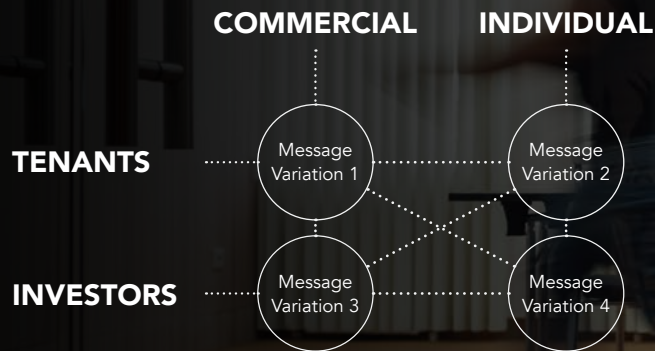 COMMERCIAL INDIVIDUAL
TENANTS
Message
Variation 1
Message
Variation 2
INVESTORS
Message
Variation 3
Message
Variation 4